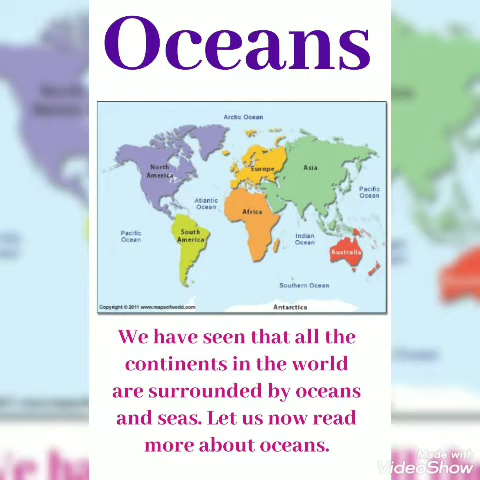 Oceans
Arctic Ocean
North
America
Europe
Asia
Pacific
Ocean
Atlantic
Ocean
Africa
Pacific
Ocean
South
America
Indian
Ocean
Australia
Southern Ocean
Copyright © 2011 www.mapsofworld.com
Antarctica
We have seen that all the
continents in the world
are surrounded by oceans
and seas. Let us now read
more about oceans.
Made with
VideoShow